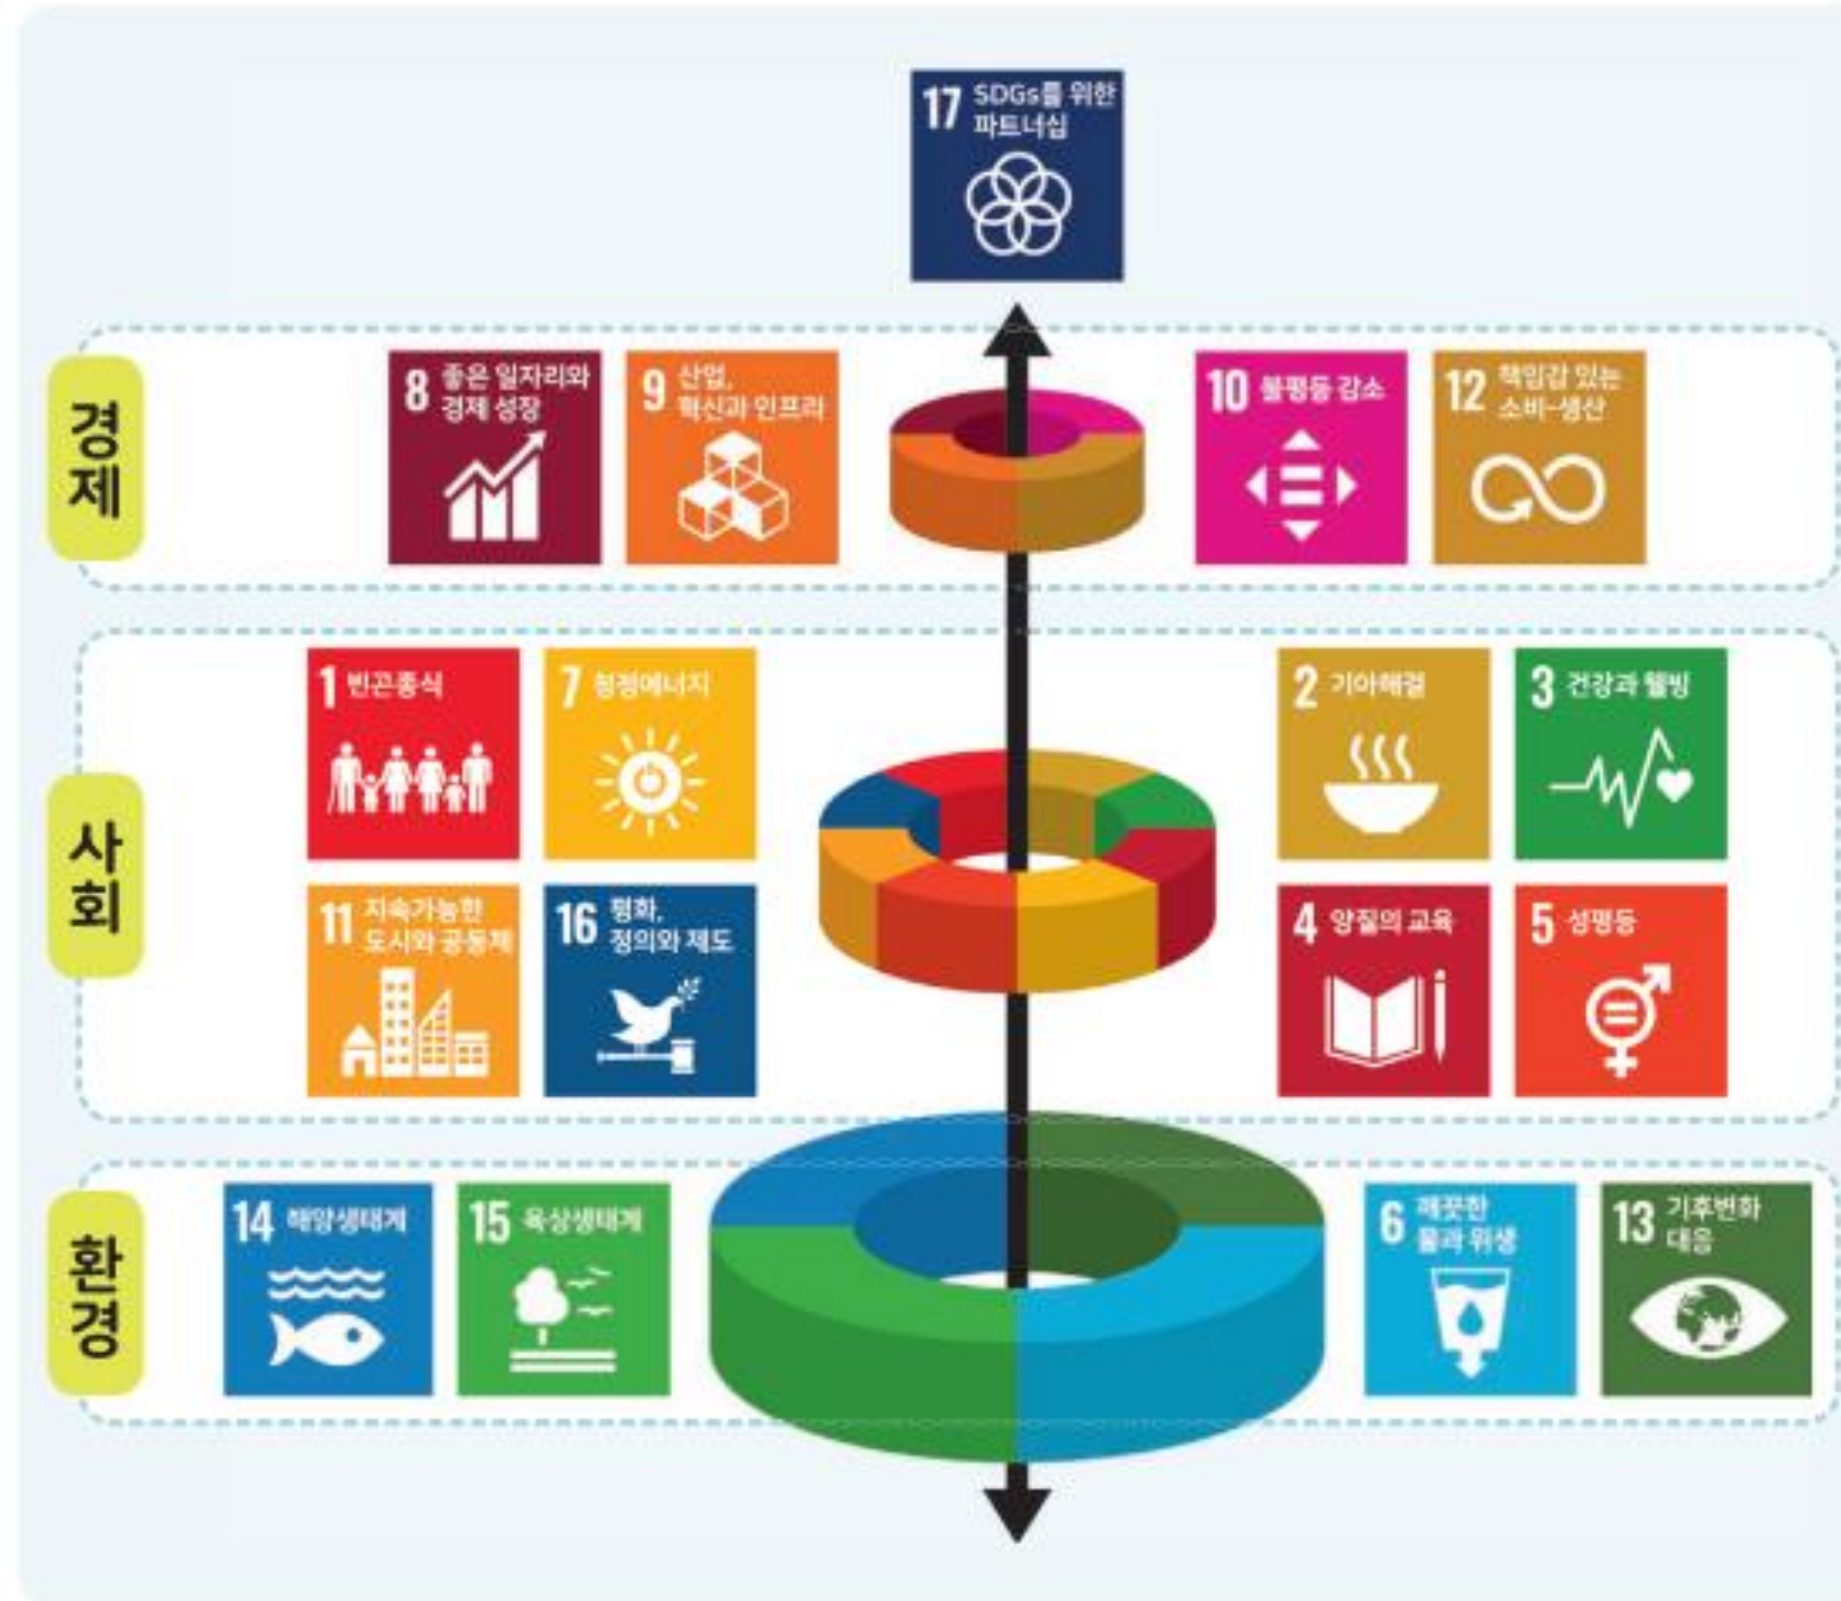 17 SDGs를 위한
파트너십
경제
8 좋은 일자리와
경제 성장
9 산업,
혁신과 인프라
10 불평등 감소
12 책임감 있는
소비-생산
사회
1 빈곤종식
7 청정에너지
2 기아해결
3 건강과 웰빙
11 지속가능한
도시와 공동체
16 평화,
정의와 제도
4 양질의 교육
5 성평등
환경
14 해양생태계
15 육상생태계
6 깨끗한
물과 위생
13 기후변화
대응